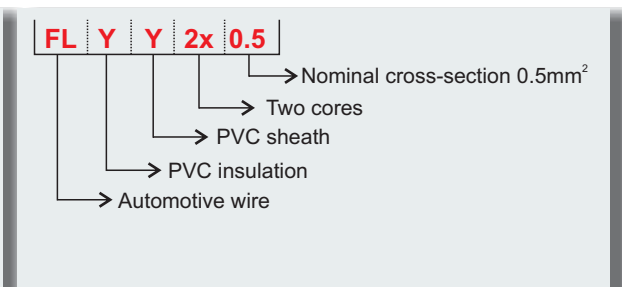 FL Y Y 2x 0.5
Nominal cross-section 0.5mm²
Two cores
PVC sheath
PVC insulation
Automotive wire